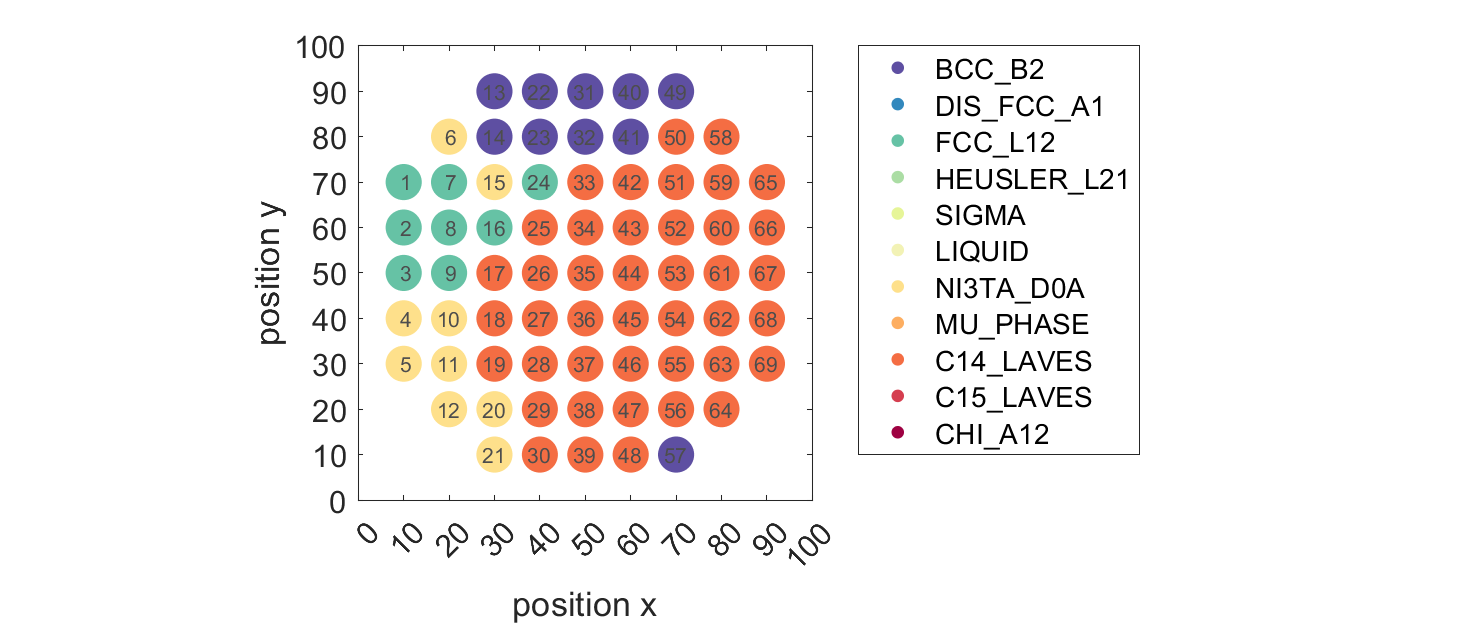 100
90
80
70
60
50
40
30
20
10
0
position y
13 22 31 40 49
6 14 23 32 41 50 58
1 7 15 24 33 42 51 59 65
2 8 16 25 34 43 52 60 66
3 9 17 26 35 44 53 61 67
4 10 18 27 36 45 54 62 68
5 11 19 28 37 46 55 63 69
12 20 29 38 47 56 64
21 30 39 48 57
0 10 20 30 40 50 60 70 80 90 100
position x
BCC_B2
DIS_FCC_A1
FCC_L12
HEUSLER_L21
SIGMA
LIQUID
NI3TA_D0A
MU_PHASE
C14_LAVES
C15_LAVES
CHI_A12